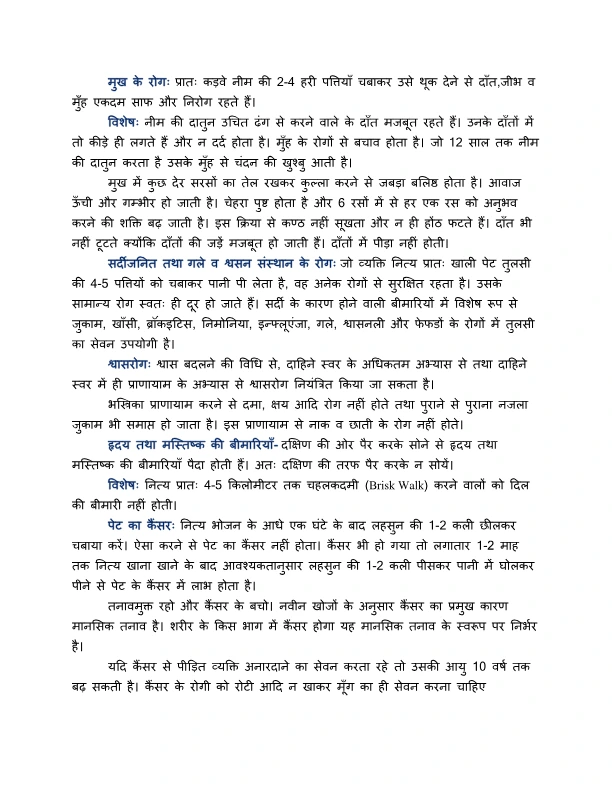 मुख के रोगः प्रातः कड़वे नीम की 2-4 हरी पत्तियाँ चबाकर उसे थूक देने से दाँत,जीभ व
मुँह एकदम साफ और निरोग रहते हैं।
विशेषः नीम की दातुन उचित ढंग से करने वाले के दाँत मजबूत रहते हैं। उनके दाँतों में
तो कीड़े ही लगते हैं और न दर्द होता है। मुँह के रोगों से बचाव होता है। जो 12 साल तक नीम
की दातुन करता है उसके मुँह से चंदन की खुश्बु आती है।
मुख में कुछ देर सरसों का तेल रखकर कुल्ला करने से जबड़ा बलिष्ठ होता है। आवाज
ऊँची और गम्भीर हो जाती है। चेहरा पुष्ट होता है और 6 रसों में से हर एक रस को अनुभव
करने की शक्ति बढ़ जाती है। इस क्रिया से कण्ठ नहीं सूखता और न ही होंठ फटते हैं। दाँत भी
नहीं टूटते क्योंकि दाँतों की जड़ें मजबूत हो जाती हैं। दाँतों में पीड़ा नहीं होती।
सर्दीजनित तथा गले व श्वसन संस्थान के रोगः जो व्यक्ति नित्य प्रातः खाली पेट तुलसी
की 4-5 पत्तियों को चबाकर पानी पी लेता है, वह अनेक रोगों से सुरक्षित रहता है। उसके
सामान्य रोग स्वतः ही दूर हो जाते हैं। सर्दी के कारण होने वाली बीमारियों में विशेष रूप से
जुकाम, खाँसी, ब्रॉंकइटिस, निमोनिया, इन्फ्लूएंजा, गले, श्वासनली और फेफडों के रोगों में तुलसी
का सेवन उपयोगी है।
श्वासरोगः श्वास बदलने की विधि से, दाहिने स्वर के अधिकतम अभ्यास से तथा दाहिने
स्वर में ही प्राणायाम के अभ्यास से श्वासरोग नियंत्रित किया जा सकता है।
भस्त्रिका प्राणायाम करने से दमा, क्षय आदि रोग नहीं होते तथा पुराने से पुराना नजला
जुकाम भी समाप्त हो जाता है। इस प्राणायाम से नाक व छाती के रोग नहीं होते।
हृदय तथा मस्तिष्क की बीमारियाँ- दक्षिण की ओर पैर करके सोने से हृदय तथा
मस्तिष्क की बीमारियाँ पैदा होती हैं। अतः दक्षिण की तरफ पैर करके न सोयें।
विशेषः नित्य प्रातः 4-5 किलोमीटर तक चहलकदमी (Brisk Walk) करने वालों को दिल
की बीमारी नहीं होती।
पेट का कैंसरः नित्य भोजन के आधे एक घंटे के बाद लहसुन की 1-2 कली छीलकर
चबाया करें। ऐसा करने से पेट का कैंसर नहीं होता। कैंसर भी हो गया तो लगातार 1-2 माह
तक नित्य खाना खाने के बाद आवश्यकतानुसार लहसुन की 1-2 कली पीसकर पानी में घोलकर
पीने से पेट के कैंसर में लाभ होता है।
तनावमुक्त रहो और कैंसर के बचो। नवीन खोजों के अनुसार कैंसर का प्रमुख कारण
मानसिक तनाव है। शरीर के किस भाग में कैंसर होगा यह मानसिक तनाव के स्वरूप पर निर्भर
है।
यदि कैंसर से पीड़ित व्यक्ति अनारदाने का सेवन करता रहे तो उसकी आयु 10 वर्ष तक
बढ़ सकती है। कैंसर के रोगी को रोटी आदि न खाकर मूँग का ही सेवन करना चाहिए